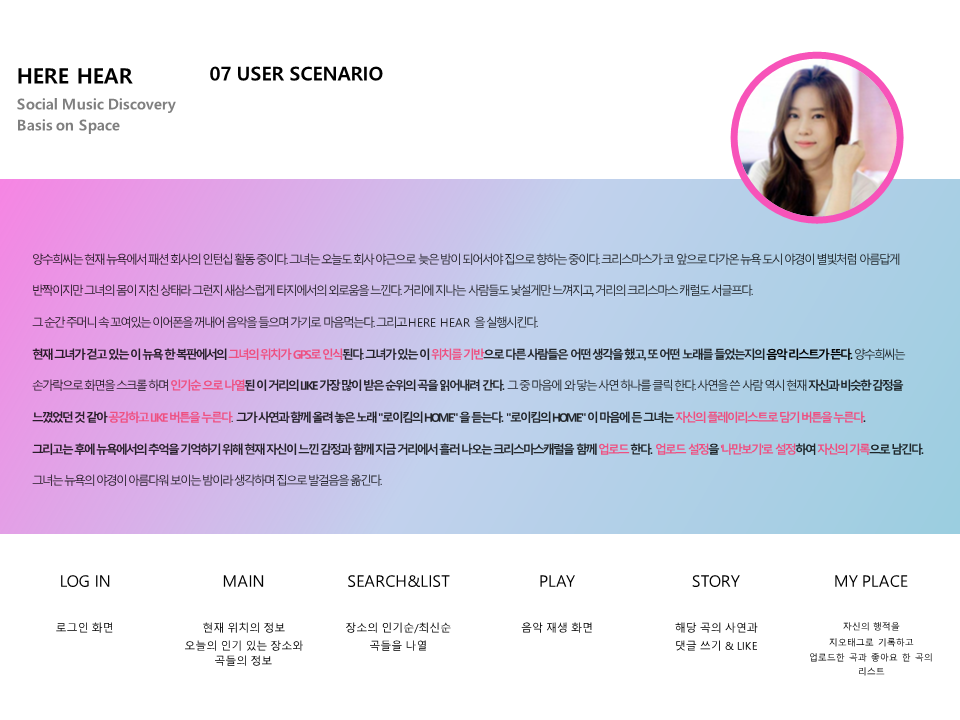 HERE HEAR
Social Music Discovery
Basis on Space
07 USER SCENARIO
양수희씨는 현재 뉴욕에서 패션 회사의 인턴십 활동 중이다. 그녀는 오늘도 회사 야근으로 늦은 밤이 되어서야 집으로 향하는 중이다. 크리스마스가 코 앞으로 다가온 뉴욕 도시 야경이 별빛처럼 아름답게
반짝이지만 그녀의 몸이 지친 상태라 그런지 새삼스럽게 타지에서의 외로움을 느낀다. 거리에 지나는 사람들도 낯설게만 느껴지고, 거리의 크리스마스 캐럴도 서글프다.
그 순간 주머니 속 꼬여있는 이어폰을 꺼내어 음악을 들으며 가기로 마음먹는다. 그리고 HERE HEAR 을 실행시킨다.
현재 그녀가 걷고 있는 이 뉴욕 한 복판에서의 그녀의 위치가 GPS로 인식된다. 그녀가 있는 이 위치를 기반으로 다른 사람들은 어떤 생각을 했고, 또 어떤 노래를 들었는지의 음악 리스트가 뜬다. 양수희씨는
손가락으로 화면을 스크롤 하며 인기순 으로 나열된 이 거리의 LIKE 가장 많이 받은 순위의 곡을 읽어내려 간다. 그 중 마음에 와 닿는 사연 하나를 클릭 한다. 사연을 쓴 사람 역시 현재 자신과 비슷한 감정을
느꼈었던 것 같아 공감하고 LIKE 버튼을 누른다. 그가 사연과 함께 올려 놓은 노래 "로이킴의 HOME" 을 듣는다. "로이킴의 HOME" 이 마음에 든 그녀는 자신의 플레이리스트로 담기 버튼을 누른다.
그리고는 후에 뉴욕에서의 추억을 기억하기 위해 현재 자신이 느낀 감정과 함께 지금 거리에서 흘러 나오는 크리스마스캐럴을 함께 업로드 한다. 업로드 설정을 '나만보기'로 설정하여 자신의 기록으로 남긴다.
그녀는 뉴욕의 야경이 아름다워 보이는 밤이라 생각하며 집으로 발걸음을 옮긴다.
LOG IN
로그인 화면
MAIN
현재 위치의 정보
오늘의 인기 있는 장소와
곡들의 정보
SEARCH&LIST
장소의 인기순/최신순
곡들을 나열
PLAY
음악 재생 화면
STORY
해당 곡의 사연과
댓글 쓰기 & LIKE
MY PLACE
자신의 행적을
지오태그로 기록하고
업로드한 곡과 좋아요 한 곡의
리스트